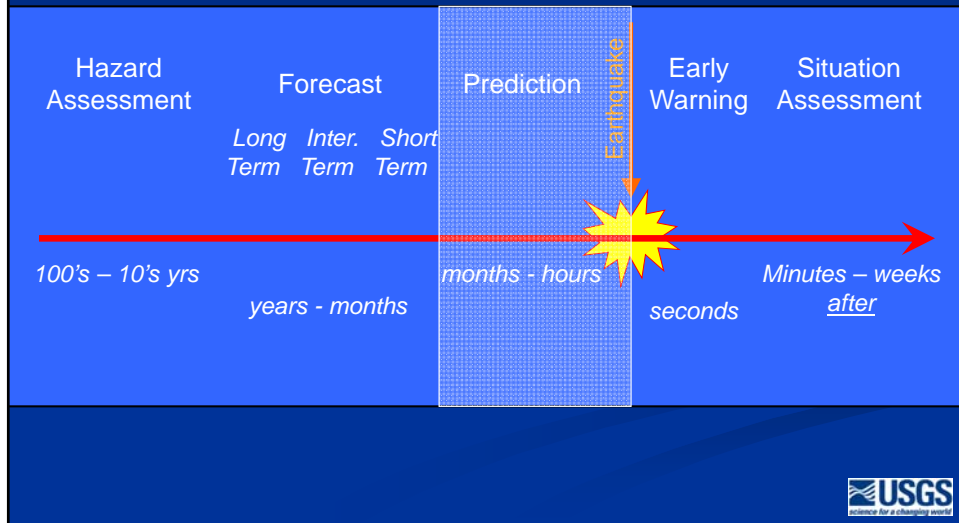 Hazard
Assessment
Forecast
Long Inter. Short
Term Term Term
Prediction
Earthquake
Early
Warning
Situation
Assessment
100's – 10's yrs
years - months
months - hours
seconds
Minutes – weeks
after
USGS
science for a changing world